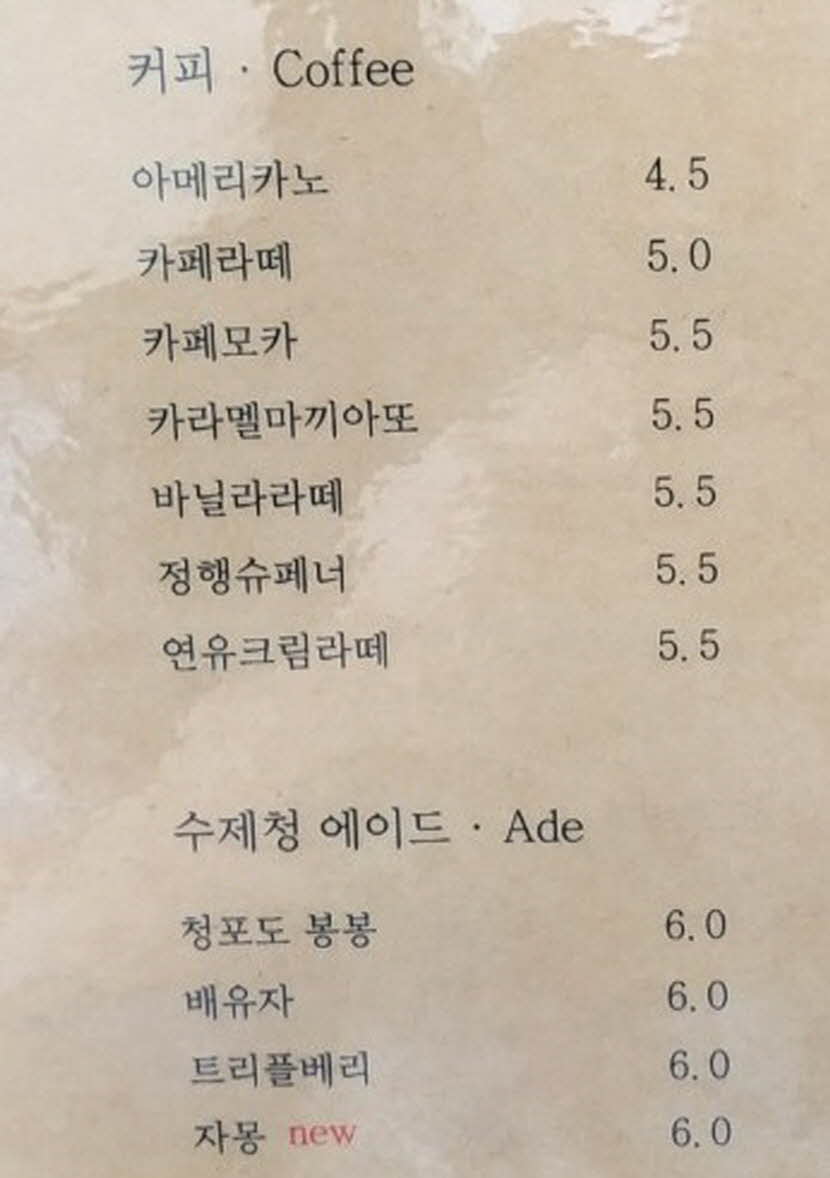 커피 · Coffee
아메리카노 4.5
카페라떼 5.0
카페모카 5.5
카라멜마끼아또 5.5
바닐라라떼 5.5
정행슈페너 5.5
연유크림라떼 5.5
수제청 에이드 · Ade
청포도 봉봉 6.0
배유자 6.0
트리플베리 6.0
자몽 new 6.0